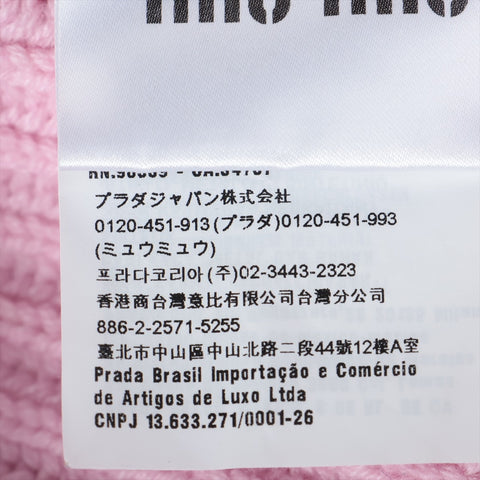 プラダジャパン株式会社
0120-451-913(プラダ)0120-451-993
(ミュウミュウ)
프라다코리아(주)02-3443-2323
香港商台灣意比有限公司台灣分公司
886-2-2571-5255
臺北市中山區中山北路二段44號12樓A室
Prada Brasil Importação e Comércio
de Artigos de Luxo Ltda
CNPJ 13.633.271/0001-26